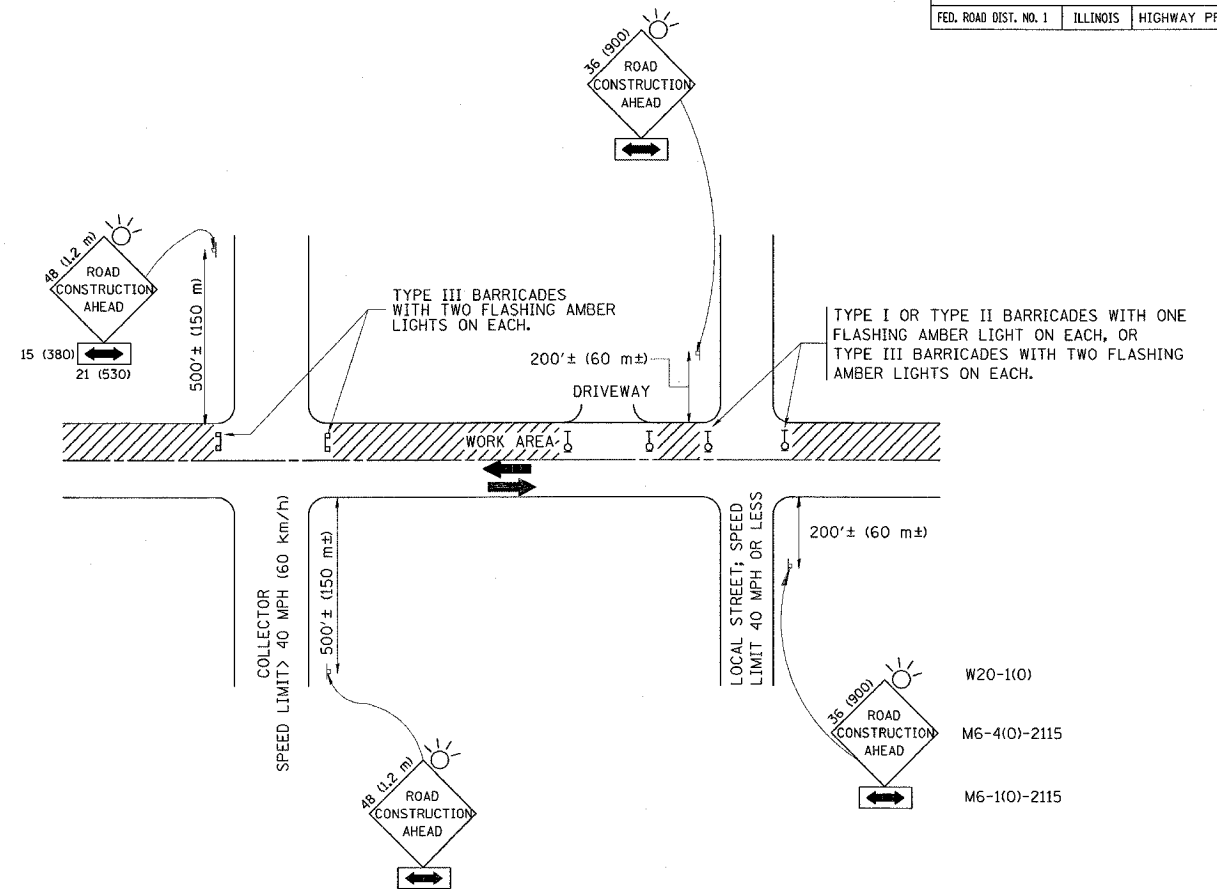 FED. ROAD DIST. NO. 1 ILLINOIS HIGHWAY PR
36 (900)
ROAD
CONSTRUCTION
AHEAD
48 (1.2 m)
ROAD
CONSTRUCTION
AHEAD
15 (380)
21 (530)
500'± (150 m)
TYPE III BARRICADES
WITH TWO FLASHING AMBER
LIGHTS ON EACH.
200'± (60 m±)
DRIVEWAY
TYPE I OR TYPE II BARRICADES WITH ONE
FLASHING AMBER LIGHT ON EACH, OR
TYPE III BARRICADES WITH TWO FLASHING
AMBER LIGHTS ON EACH.
WORK AREA
COLLECTOR
SPEED LIMIT> 40 MPH (60 km/h)
500'± (150 m±)
LOCAL STREET; SPEED
LIMIT 40 MPH OR LESS
200'± (60 m±)
36 (900)
ROAD
CONSTRUCTION
AHEAD
W20-1(O)
M6-4(O)-2115
M6-1(O)-2115
48 (1.2 m)
ROAD
CONSTRUCTION
AHEAD